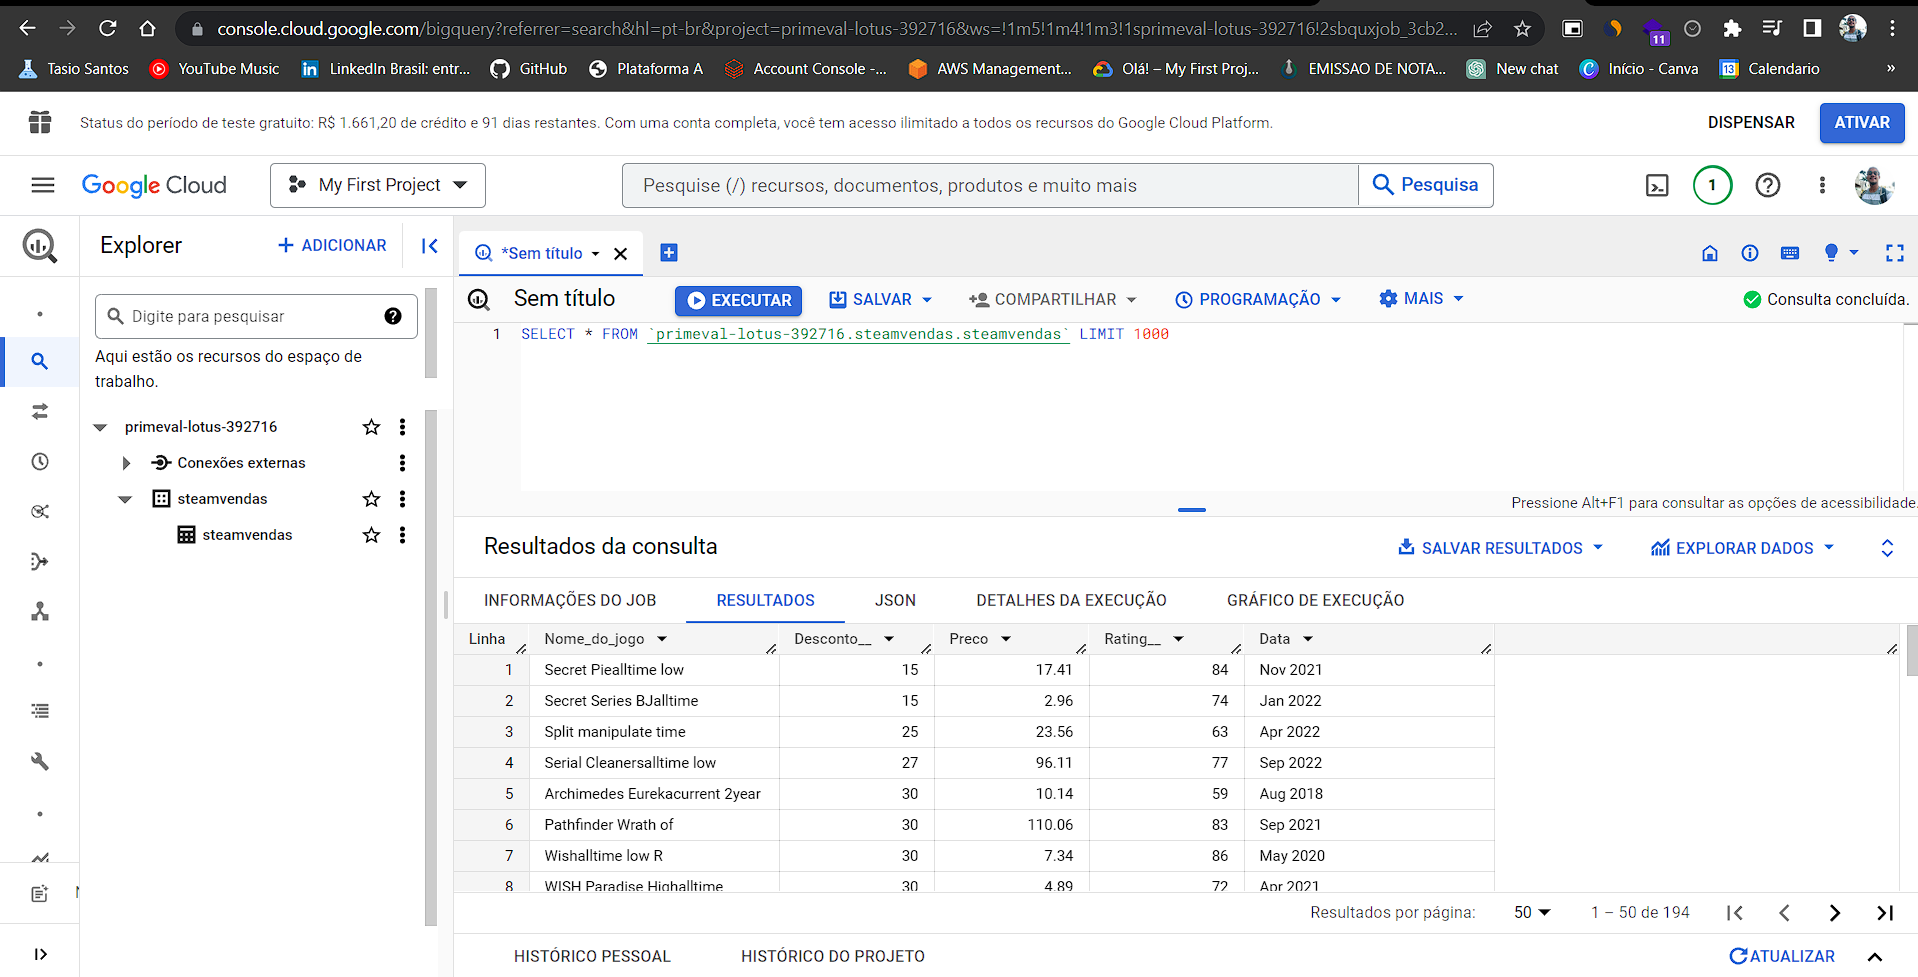 console.cloud.google.com/bigquery?referrer=search&hl=pt-br&project=primeval-lotus-392716&ws=!1m5!1m4!1m3!1sprimeval-lotus-392716!2sbquxjob_3cb2...
11
Tasio Santos YouTube Music LinkedIn Brasil: entr... GitHub Plataforma A Account Console -... AWS Management... Olá! – My First Proj... EMISSAO DE NOTA... New chat Início - Canva 13 Calendario »
Status do período de teste gratuito: R$ 1.661,20 de crédito e 91 dias restantes. Com uma conta completa, você tem acesso ilimitado a todos os recursos do Google Cloud Platform. DISPENSAR ATIVAR
Google Cloud My First Project Pesquise (/) recursos, documentos, produtos e muito mais Pesquisa 1
Explorer + ADICIONAR
*Sem título
Sem título EXECUTAR SALVAR COMPARTILHAR PROGRAMAÇÃO MAIS Consulta concluída.
Digite para pesquisar
Aqui estão os recursos do espaço de
trabalho.
primeval-lotus-392716
Conexões externas
steamvendas
steamvendas
1 SELECT * FROM `primeval-lotus-392716.steamvendas.steamvendas` LIMIT 1000
Pressione Alt+F1 para consultar as opções de acessibilidade.
Resultados da consulta SALVAR RESULTADOS EXPLORAR DADOS
INFORMAÇÕES DO JOB RESULTADOS JSON DETALHES DA EXECUÇÃO GRÁFICO DE EXECUÇÃO
Linha Nome_do_jogo Desconto__ Preco Rating__ Data
1 Secret Piealltime low 15 17.41 84 Nov 2021
2 Secret Series BJalltime 15 2.96 74 Jan 2022
3 Split manipulate time 25 23.56 63 Apr 2022
4 Serial Cleanersalltime low 27 96.11 77 Sep 2022
5 Archimedes Eurekacurrent 2year 30 10.14 59 Aug 2018
6 Pathfinder Wrath of 30 110.06 83 Sep 2021
7 Wishalltime low R 30 7.34 86 May 2020
8 WISH Paradise Highalltime 30 4.89 72 Apr 2021
Resultados por página: 50 1 – 50 de 194
HISTÓRICO PESSOAL HISTÓRICO DO PROJETO ATUALIZAR